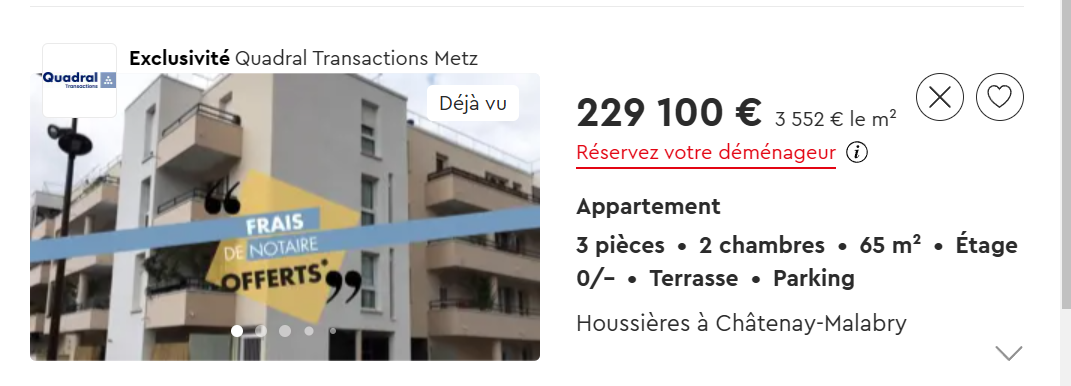 Exclusivité Quadral Transactions Metz
Quadral
Transactions
Déjà vu
“
FRAIS
DE NOTAIRE
OFFERTS*
”
229 100 € 3 552 € le m²
Réservez votre déménageur i
Appartement
3 pièces • 2 chambres • 65 m² • Étage
0/– • Terrasse • Parking
Houssières à Châtenay-Malabry